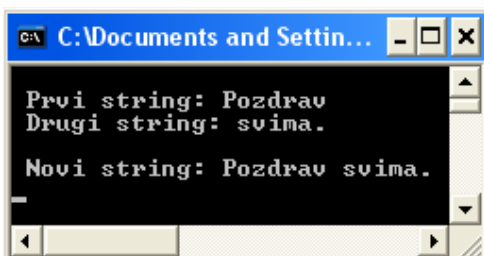 C:\Documents and Settin...
Prvi string: Pozdrav
Drugi string: svima.
Novi string: Pozdrav svima.